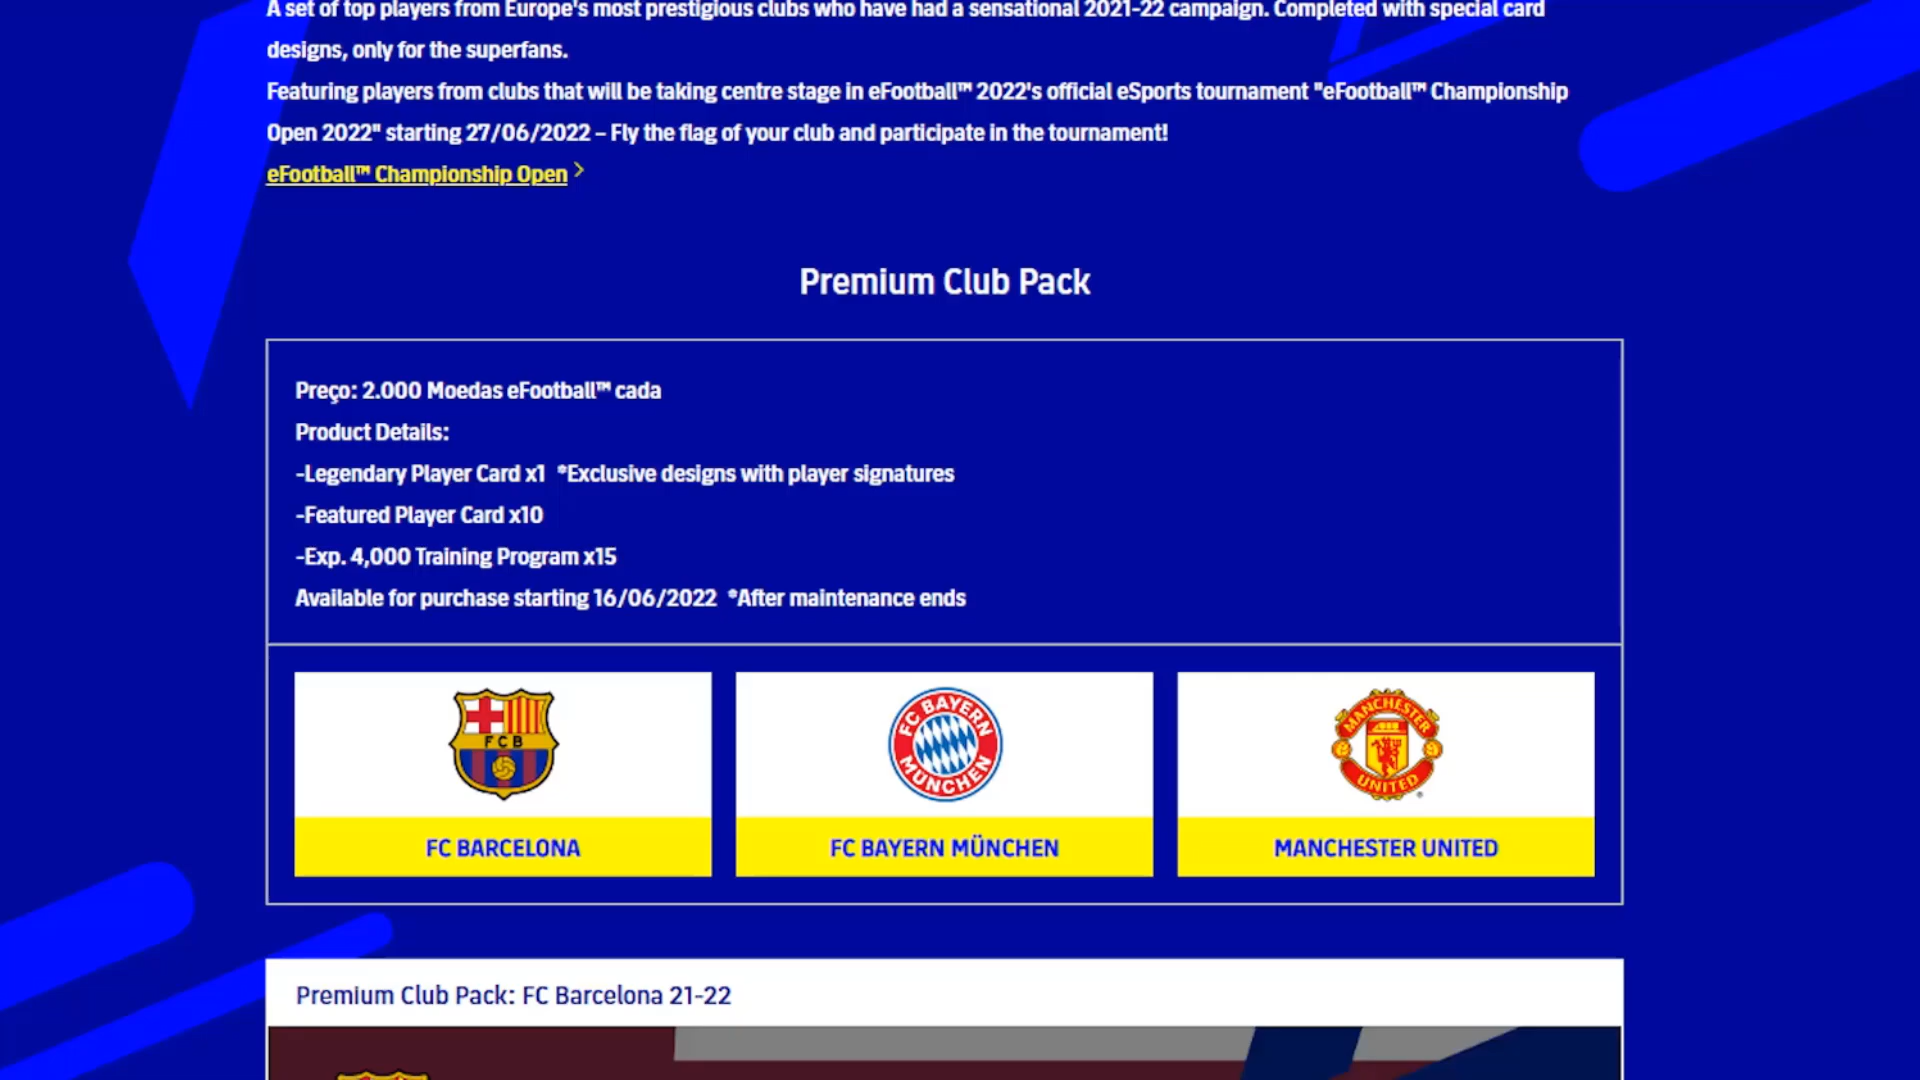 A set of top players from Europe's most prestigious clubs who have had a sensational 2021-22 campaign. Completed with special card
designs, only for the superfans.
Featuring players from clubs that will be taking centre stage in eFootball™ 2022's official eSports tournament "eFootball™ Championship
Open 2022" starting 27/06/2022 – Fly the flag of your club and participate in the tournament!
eFootball™ Championship Open >
Premium Club Pack
Preço: 2.000 Moedas eFootball™ cada
Product Details:
-Legendary Player Card x1 *Exclusive designs with player signatures
-Featured Player Card x10
-Exp. 4,000 Training Program x15
Available for purchase starting 16/06/2022 *After maintenance ends
FCB
FC BAYERN
MÜNCHEN
MANCHESTER
UNITED
FC BARCELONA
FC BAYERN MÜNCHEN
MANCHESTER UNITED
Premium Club Pack: FC Barcelona 21-22